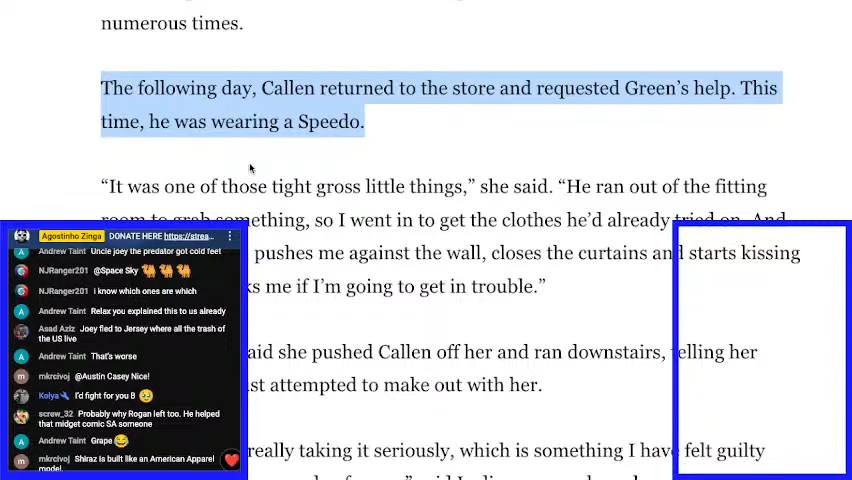 numerous times.
The following day, Callen returned to the store and requested Green's help. This
time, he was wearing a Speedo.
"It was one of those tight gross little things," she said. "He ran out of the fitting
room to grab something, so I went in to get the clothes he'd already tried on. And
pushes me against the wall, closes the curtains and starts kissing
ks me if I'm going to get in trouble."
aid she pushed Callen off her and ran downstairs, telling her
st attempted to make out with her.
really taking it seriously, which is something I have felt guilty
Agostinho Zinga DONATE HERE https://strea...
Andrew Taint Uncle joey the predator got cold feet
NJRanger201 @Space Sky 🐫🐫🐫
NJRanger201 i know which ones are which
Andrew Taint Relax you explained this to us already
Asad Aziz Joey fled to Jersey where all the trash of
the US live
Andrew Taint That's worse
mkrcivoj @Austin Casey Nice!
Kolya🔧 I'd fight for you B 🥹
screw_32 Probably why Rogan left too. He helped
that midget comic SA someone
Andrew Taint Grape 😂
mkrcivoj Shiraz is built like an American Apparel
model